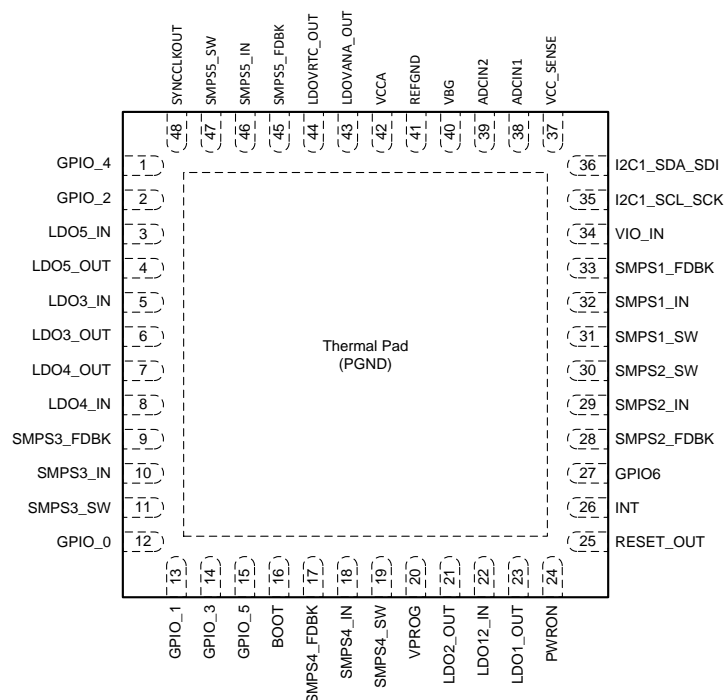 SYNCCLKOUT
SMPS5_SW
SMPS5_IN
SMPS5_FDBK
LDOVRTC_OUT
LDOVANA_OUT
VCCA
REFGND
VBG
ADCIN2
ADCIN1
VCC_SENSE
48
47
46
45
44
43
42
41
40
39
38
37
GPIO_4
1
36
I2C1_SDA_SDI
GPIO_2
2
35
I2C1_SCL_SCK
LDO5_IN
3
34
VIO_IN
LDO5_OUT
4
33
SMPS1_FDBK
LDO3_IN
5
32
SMPS1_IN
LDO3_OUT
6
31
SMPS1_SW
Thermal Pad
(PGND)
LDO4_OUT
7
30
SMPS2_SW
LDO4_IN
8
29
SMPS2_IN
SMPS3_FDBK
9
28
SMPS2_FDBK
SMPS3_IN
10
27
GPIO6
SMPS3_SW
11
26
INT
GPIO_0
12
25
RESET_OUT
13
14
15
16
17
18
19
20
21
22
23
24
GPIO_1
GPIO_3
GPIO_5
BOOT
SMPS4_FDBK
SMPS4_IN
SMPS4_SW
VPROG
LDO2_OUT
LDO12_IN
LDO1_OUT
PWRON